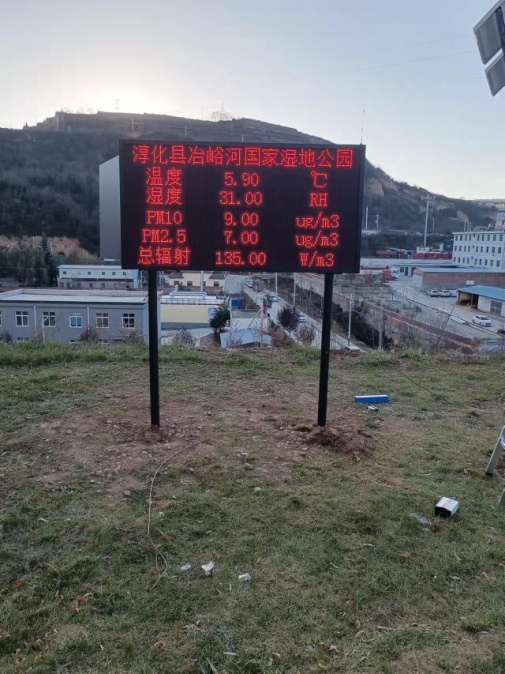 淳化县冶峪河国家湿地公园
温度 5.90 ℃
湿度 31.00 RH
PM10 9.00 ug/m3
PM2.5 7.00 ug/m3
总辐射 135.00 W/m3